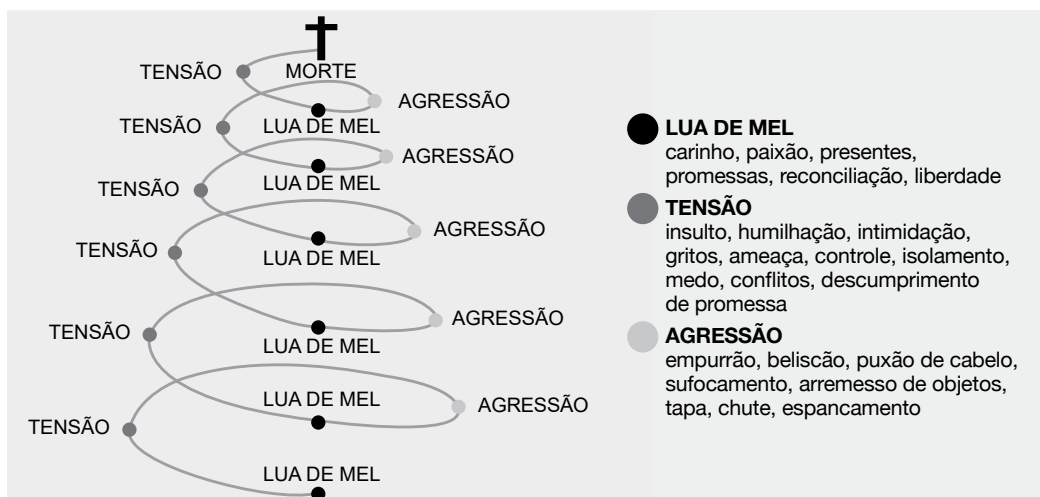 MORTE
TENSÃO
AGRESSÃO
LUA DE MEL
TENSÃO
AGRESSÃO
LUA DE MEL
TENSÃO
AGRESSÃO
LUA DE MEL
TENSÃO
AGRESSÃO
LUA DE MEL
TENSÃO
AGRESSÃO
LUA DE MEL
TENSÃO
LUA DE MEL
LUA DE MEL
carinho, paixão, presentes,
promessas, reconciliação, liberdade
TENSÃO
insulto, humilhação, intimidação,
gritos, ameaça, controle, isolamento,
medo, conflitos, descumprimento
de promessa
AGRESSÃO
empurrão, beliscão, puxão de cabelo,
sufocamento, arremesso de objetos,
tapa, chute, espancamento